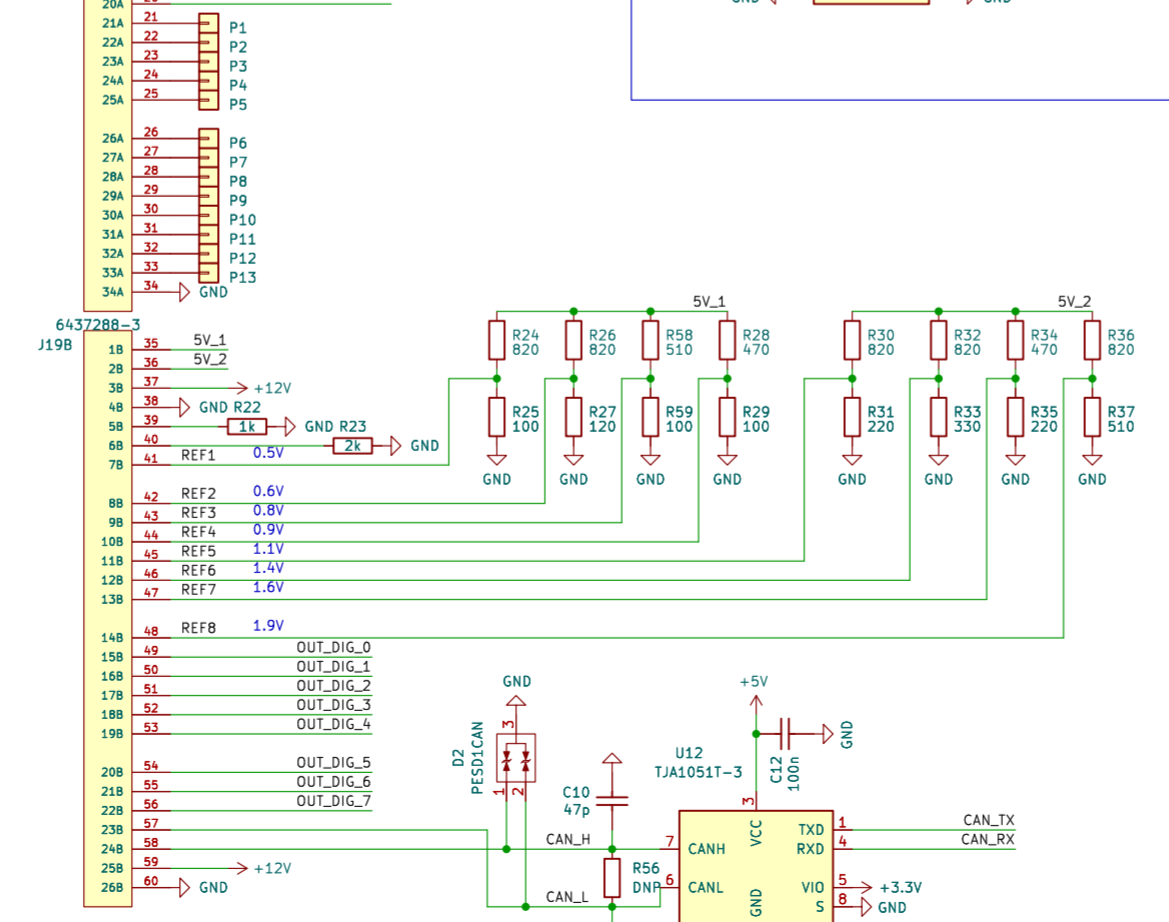 20A
21A 21 P1
22A 22 P2
23A 23 P3
24A 24 P4
25A 25 P5
26A 26 P6
27A 27 P7
28A 28 P8
29A 29 P9
30A 30 P10
31A 31 P11
32A 32 P12
33A 33 P13
34A 34 GND
6437288-3
J19B
1B 35 5V_1
2B 36 5V_2
3B 37 +12V
4B 38 GND R22
5B 39 1k GND R23
6B 40 2k GND
7B 41 REF1 0.5V
8B 42 REF2 0.6V
9B 43 REF3 0.8V
10B 44 REF4 0.9V
11B 45 REF5 1.1V
12B 46 REF6 1.4V
13B 47 REF7 1.6V
14B 48 REF8 1.9V
15B 49 OUT_DIG_0
16B 50 OUT_DIG_1
17B 51 OUT_DIG_2
18B 52 OUT_DIG_3
19B 53 OUT_DIG_4
20B 54 OUT_DIG_5
21B 55 OUT_DIG_6
22B 56 OUT_DIG_7
23B 57
24B 58
25B 59 +12V
26B 60 GND
5V_1 5V_2
R24 R26 R58 R28 R30 R32 R34 R36
820 820 510 470 820 820 470 820
R25 R27 R59 R29 R31 R33 R35 R37
100 120 100 100 220 330 220 510
GND GND GND GND GND GND GND GND
GND
3
D2
PESD1CAN
1 2
C10
47p
CAN_H
CAN_L
R56
DNP
+5V
U12
TJA1051T-3
C12
100n
GND
3
VCC
7 CANH
6 CANL
GND
TXD 1 CAN_TX
RXD 4 CAN_RX
VIO 5 +3.3V
S 8 GND